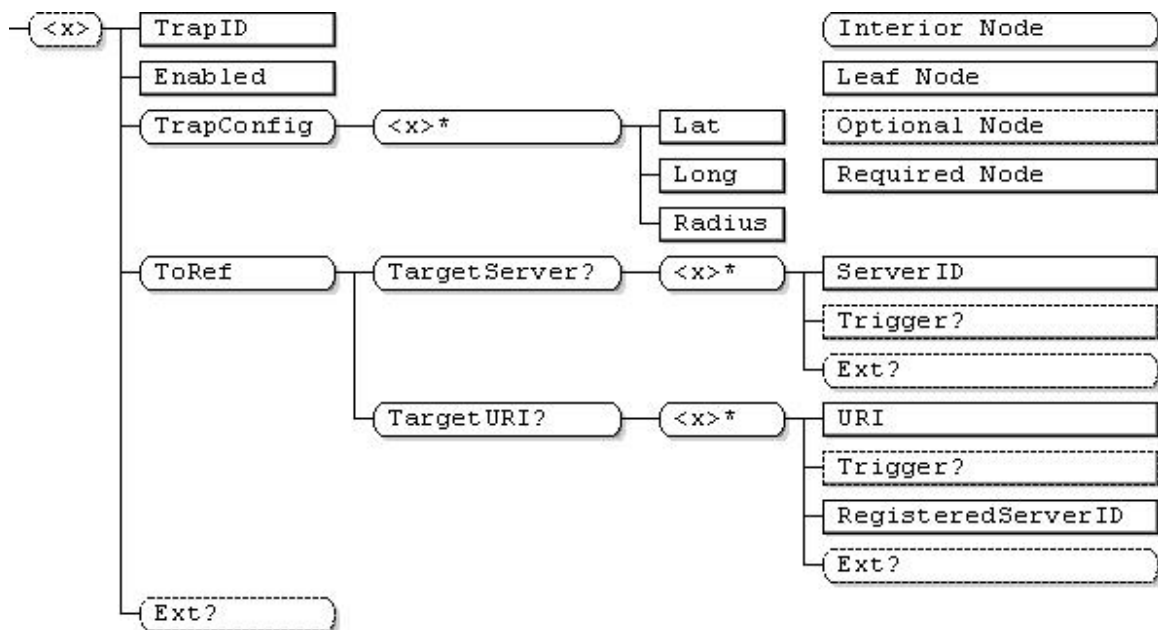 <x> TrapID Interior Node
Enabled Leaf Node
TrapConfig <x>* Lat Optional Node
Long Required Node
Radius
ToRef TargetServer? <x>* ServerID
Trigger?
Ext?
TargetURI? <x>* URI
Trigger?
RegisteredServerID
Ext?
Ext?